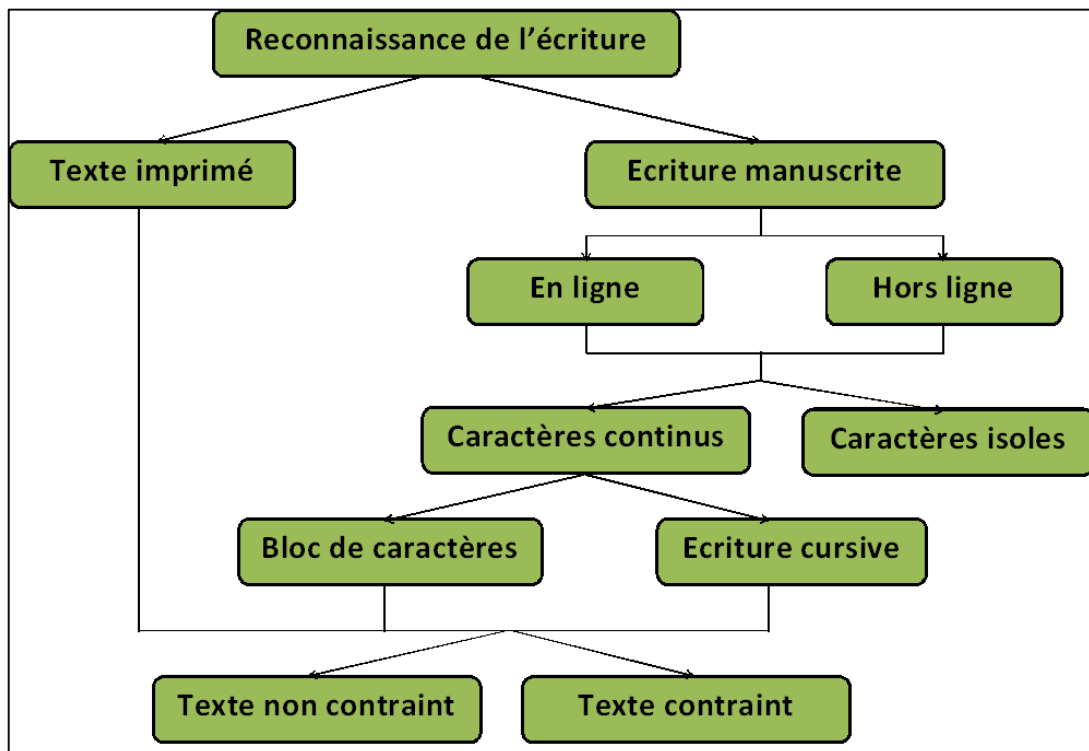 Reconnaissance de l’écriture
Texte imprimé
Ecriture manuscrite
En ligne
Hors ligne
Caractères continus
Caractères isoles
Bloc de caractères
Ecriture cursive
Texte non contraint
Texte contraint